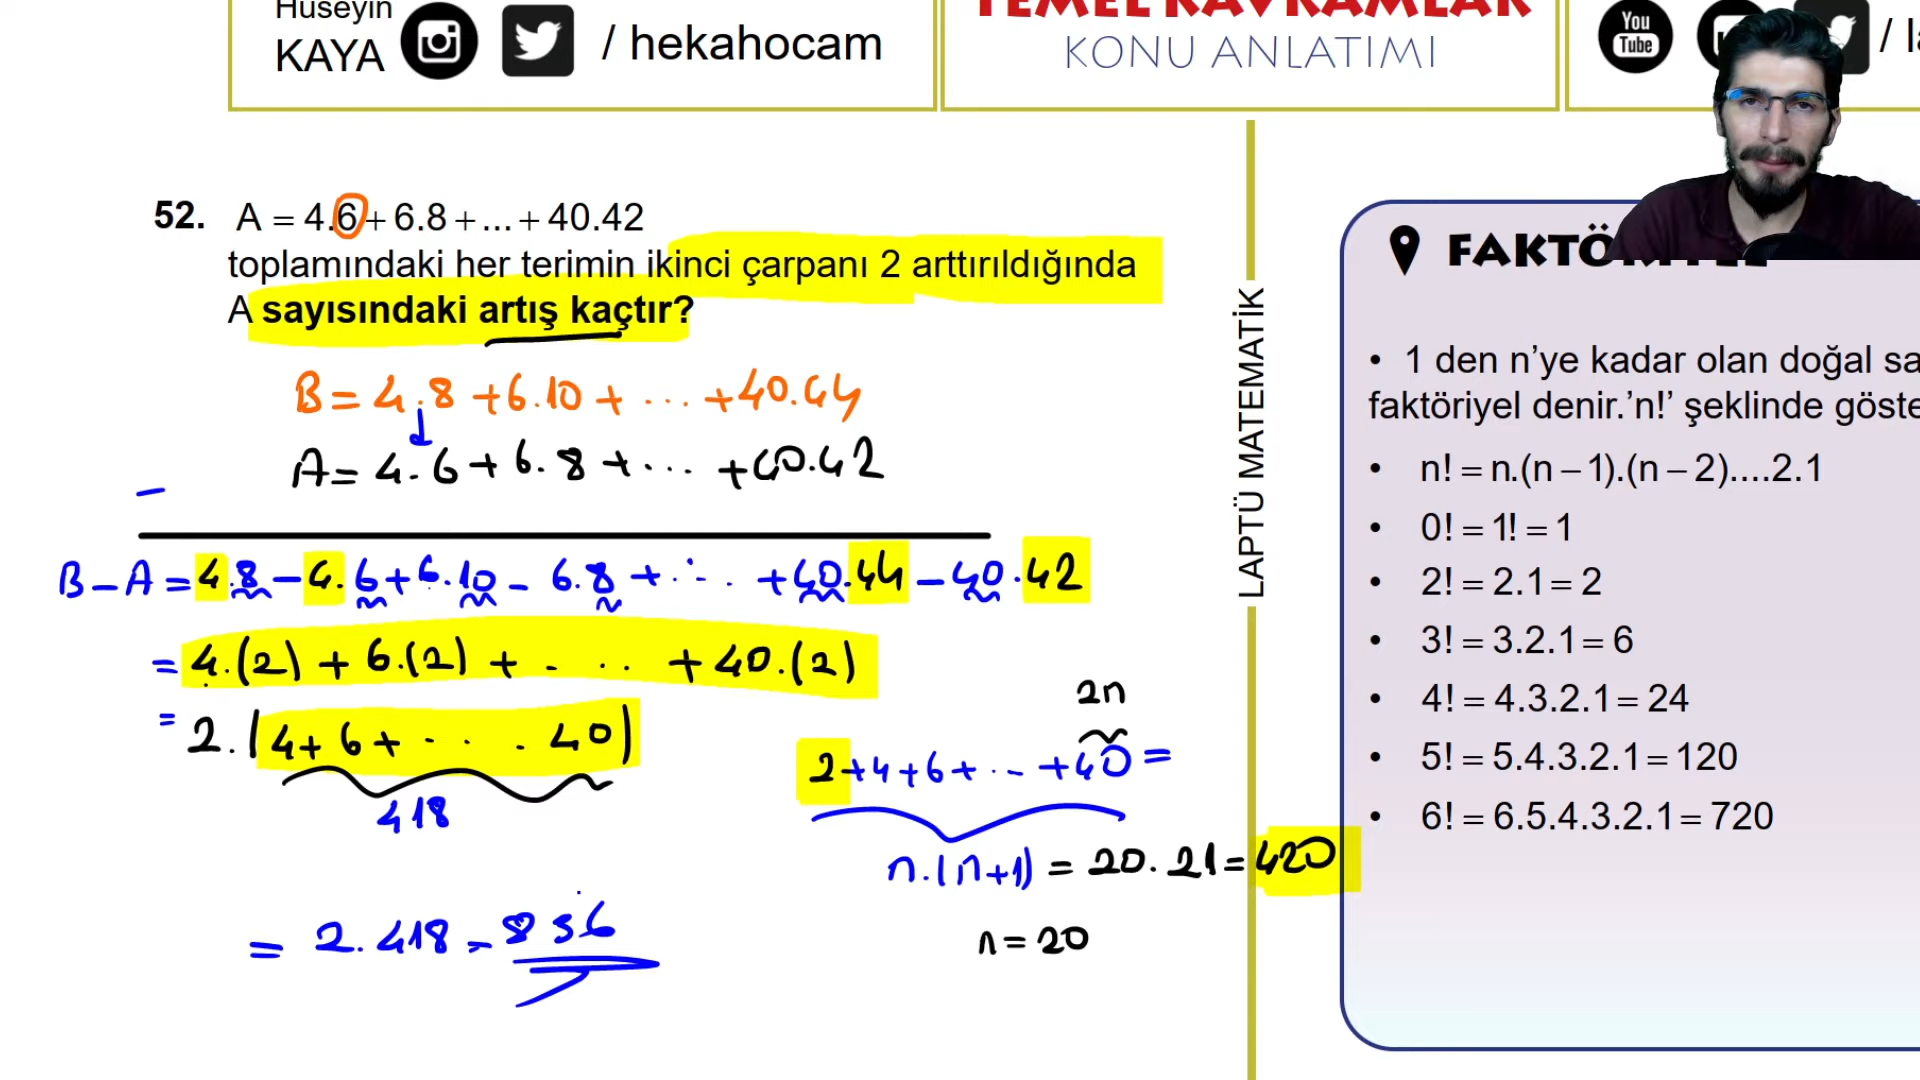 Hüseyin
KAYA / hekahocam
TEMEL KAVRAMLAR
KONU ANLATIMI
You
Tube
/ la
52. A = 4.6 + 6.8 + ... + 40.42
toplamındaki her terimin ikinci çarpanı 2 arttırıldığında
A sayısındaki artış kaçtır?
B = 4.8 + 6.10 + ... + 40.44
A = 4.6 + 6.8 + ... + 40.42
−
B − A = 4.8 − 4.6 + 6.10 − 6.8 + ... + 40.44 − 40.42
= 4.(2) + 6.(2) + ... + 40.(2)
= 2.(4 + 6 + .... 40)
418
= 2.418 = 836
2n
2 + 4 + 6 + ... + 40 =
n.(n+1) = 20.21 = 420
n = 20
LAPTÜ MATEMATİK
• 1 den n’ye kadar olan doğal sa
faktöriyel denir.’n!’ şeklinde göste
• n! = n.(n – 1).(n – 2)....2.1
• 0! = 1! = 1
• 2! = 2.1 = 2
• 3! = 3.2.1 = 6
• 4! = 4.3.2.1 = 24
• 5! = 5.4.3.2.1 = 120
• 6! = 6.5.4.3.2.1 = 720